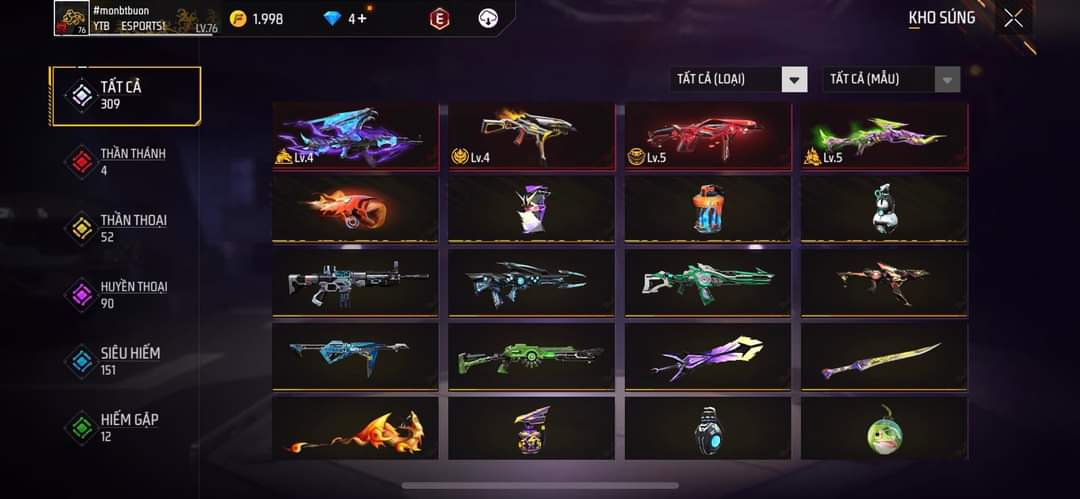 #monbtbuon
YTB ESPORTS!
76
LV.76
1.998
4+
E
KHO SÚNG
TẤT CẢ
309
THẦN THÁNH
4
THẦN THOẠI
52
HUYỀN THOẠI
90
SIÊU HIẾM
151
HIẾM GẶP
12
TẤT CẢ (LOẠI)
TẤT CẢ (MẪU)
Lv.4
Lv.4
Lv.5
Lv.5